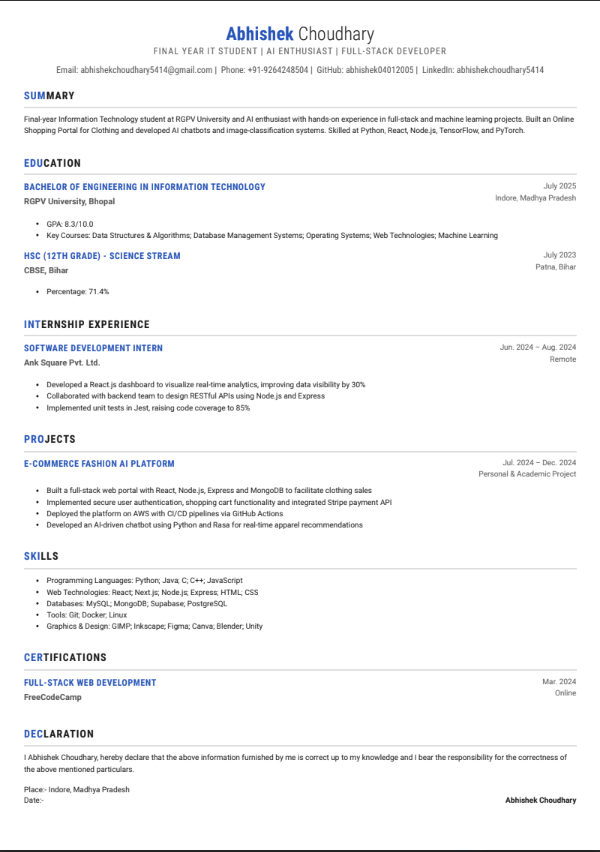 Abhishek Choudhary
FINAL YEAR IT STUDENT | AI ENTHUSIAST | FULL-STACK DEVELOPER
Email: abhishekchoudhary5414@gmail.com | Phone: +91-9264248504 | GitHub: abhishek04012005 | LinkedIn: abhishekchoudhary5414
SUMMARY
Final-year Information Technology student at RGPV University and AI enthusiast with hands-on experience in full-stack and machine learning projects. Built an Online
Shopping Portal for Clothing and developed AI chatbots and image-classification systems. Skilled at Python, React, Node.js, TensorFlow, and PyTorch.
EDUCATION
BACHELOR OF ENGINEERING IN INFORMATION TECHNOLOGY July 2025
RGPV University, Bhopal Indore, Madhya Pradesh
• GPA: 8.3/10.0
• Key Courses: Data Structures & Algorithms; Database Management Systems; Operating Systems; Web Technologies; Machine Learning
HSC (12TH GRADE) - SCIENCE STREAM July 2023
CBSE, Bihar Patna, Bihar
• Percentage: 71.4%
INTERNSHIP EXPERIENCE
SOFTWARE DEVELOPMENT INTERN Jun. 2024 – Aug. 2024
Ank Square Pvt. Ltd. Remote
• Developed a React.js dashboard to visualize real-time analytics, improving data visibility by 30%
• Collaborated with backend team to design RESTful APIs using Node.js and Express
• Implemented unit tests in Jest, raising code coverage to 85%
PROJECTS
E-COMMERCE FASHION AI PLATFORM Jul. 2024 – Dec. 2024
Personal & Academic Project
• Built a full-stack web portal with React, Node.js, Express and MongoDB to facilitate clothing sales
• Implemented secure user authentication, shopping cart functionality and integrated Stripe payment API
• Deployed the platform on AWS with CI/CD pipelines via GitHub Actions
• Developed an AI-driven chatbot using Python and Rasa for real-time apparel recommendations
SKILLS
• Programming Languages: Python; Java; C; C++; JavaScript
• Web Technologies: React; Next.js; Node.js; Express; HTML; CSS
• Databases: MySQL; MongoDB; Supabase; PostgreSQL
• Tools: Git; Docker; Linux
• Graphics & Design: GIMP; Inkscape; Figma; Canva; Blender; Unity
CERTIFICATIONS
FULL-STACK WEB DEVELOPMENT Mar. 2024
FreeCodeCamp Online
DECLARATION
I Abhishek Choudhary, hereby declare that the above information furnished by me is correct up to my knowledge and I bear the responsibility for the correctness of
the above mentioned particulars.
Place:- Indore, Madhya Pradesh
Date:- Abhishek Choudhary